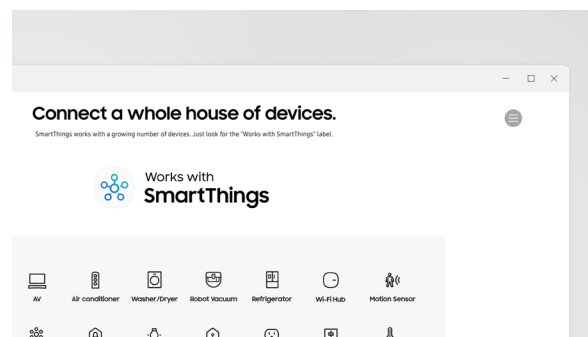 Connect a whole house of devices.
SmartThings works with a growing number of devices. Just look for the "Works with SmartThings" label.
Works with
SmartThings
AV
Air conditioner
Washer/Dryer
Robot Vacuum
Refrigerator
Wi-Fi Hub
Motion Sensor